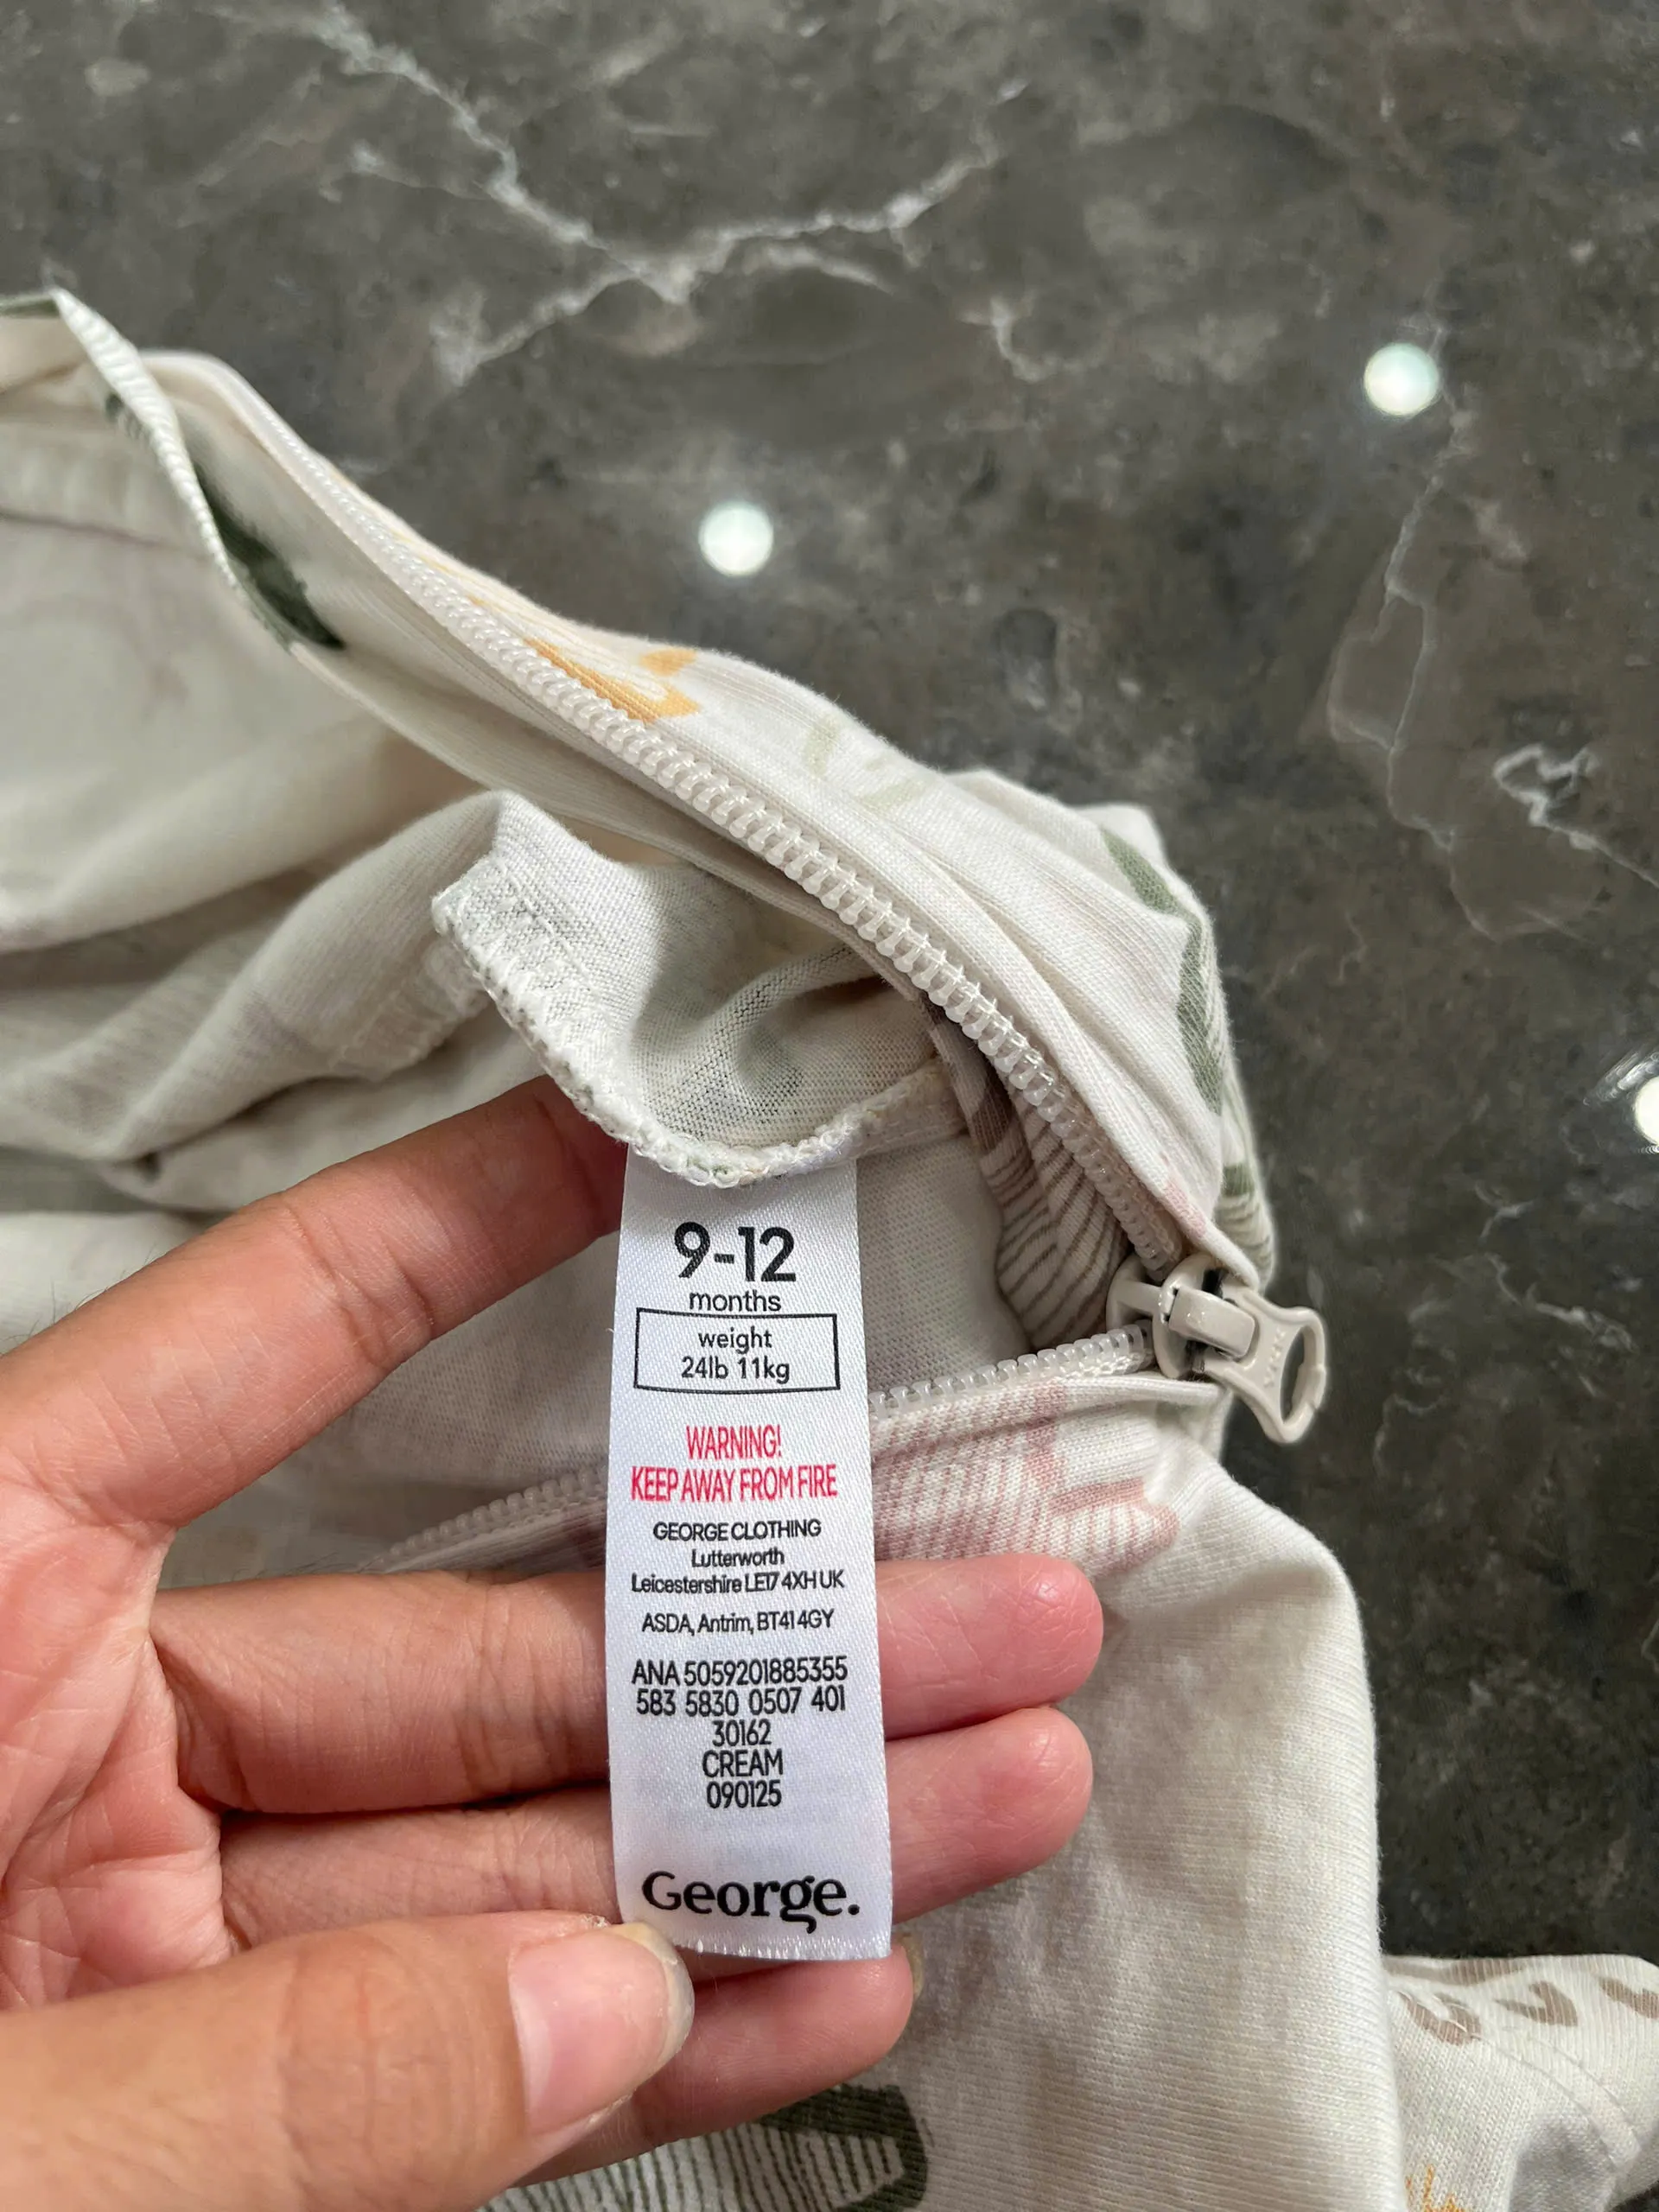 9-12
months
weight
24lb 11kg
WARNING!
KEEP AWAY FROM FIRE
GEORGE CLOTHING
Lutterworth
Leicestershire LE17 4XH UK
ASDA, Antrim, BT41 4GY
ANA 5059201885355
583 5830 0507 401
30162
CREAM
090125
George.